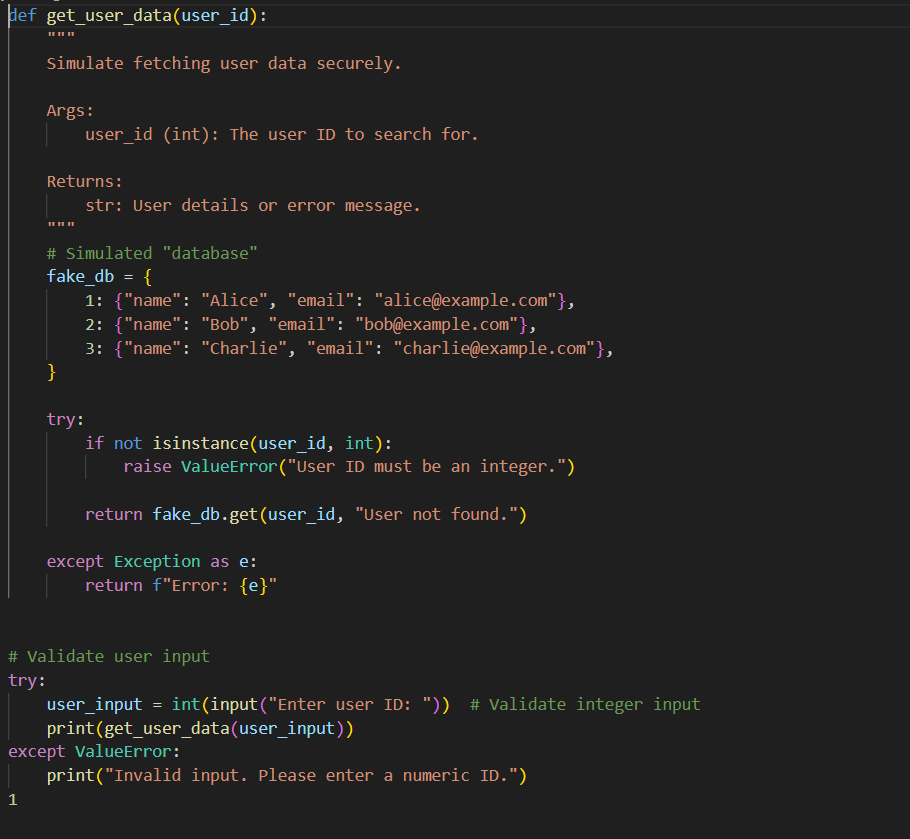 def get_user_data(user_id):
    """
    Simulate fetching user data securely.

    Args:
        user_id (int): The user ID to search for.

    Returns:
        str: User details or error message.
    """
    # Simulated "database"
    fake_db = {
        1: {"name": "Alice", "email": "alice@example.com"},
        2: {"name": "Bob", "email": "bob@example.com"},
        3: {"name": "Charlie", "email": "charlie@example.com"},
    }

    try:
        if not isinstance(user_id, int):
            raise ValueError("User ID must be an integer.")

        return fake_db.get(user_id, "User not found.")

    except Exception as e:
        return f"Error: {e}"


# Validate user input
try:
    user_input = int(input("Enter user ID: "))  # Validate integer input
    print(get_user_data(user_input))
except ValueError:
    print("Invalid input. Please enter a numeric ID.")
1